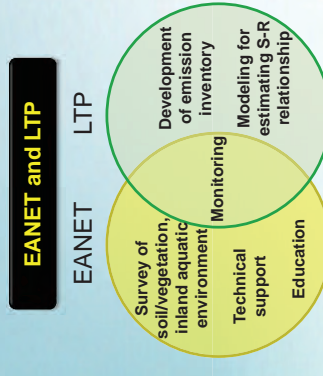 EANET and LTP
EANET
LTP
Survey of
soil/vegetation,
inland aquatic
environment
Technical
support
Education
Monitoring
Development
of emission
inventory
Modeling for
estimating S-R
relationship